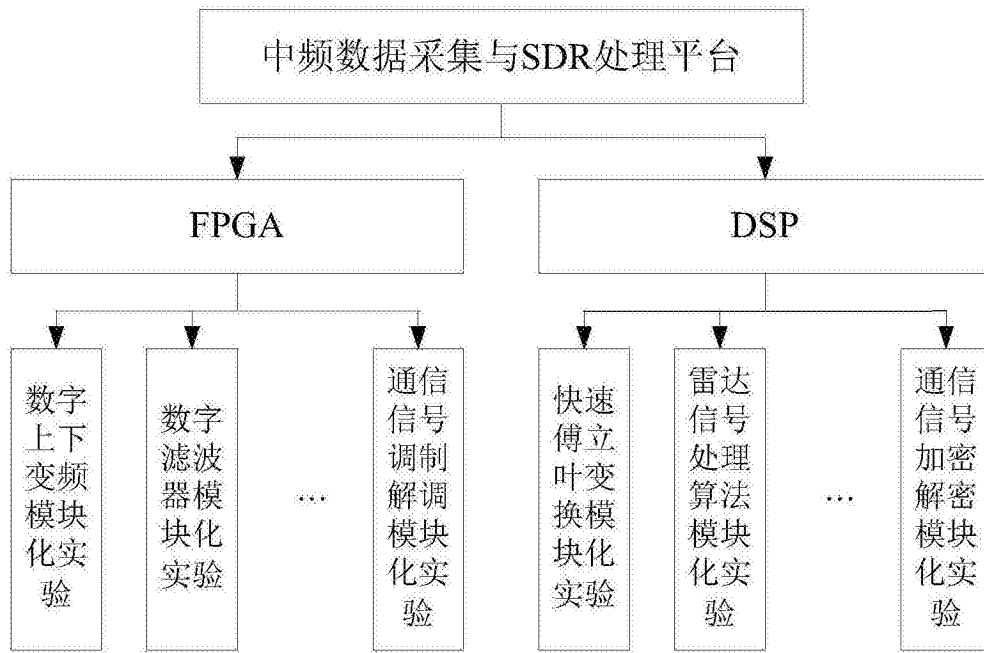 中频数据采集与SDR处理平台
FPGA
DSP
数字
上下
变频
模块
化实
验
数字
滤波
器模
块化
实验
...
通信
信号
调制
解调
模块
化实
验
快速
傅立
叶变
换模
块化
实验
雷达
信号
处理
算法
模块
化实
验
...
通信
信号
加密
解密
模块
化实
验